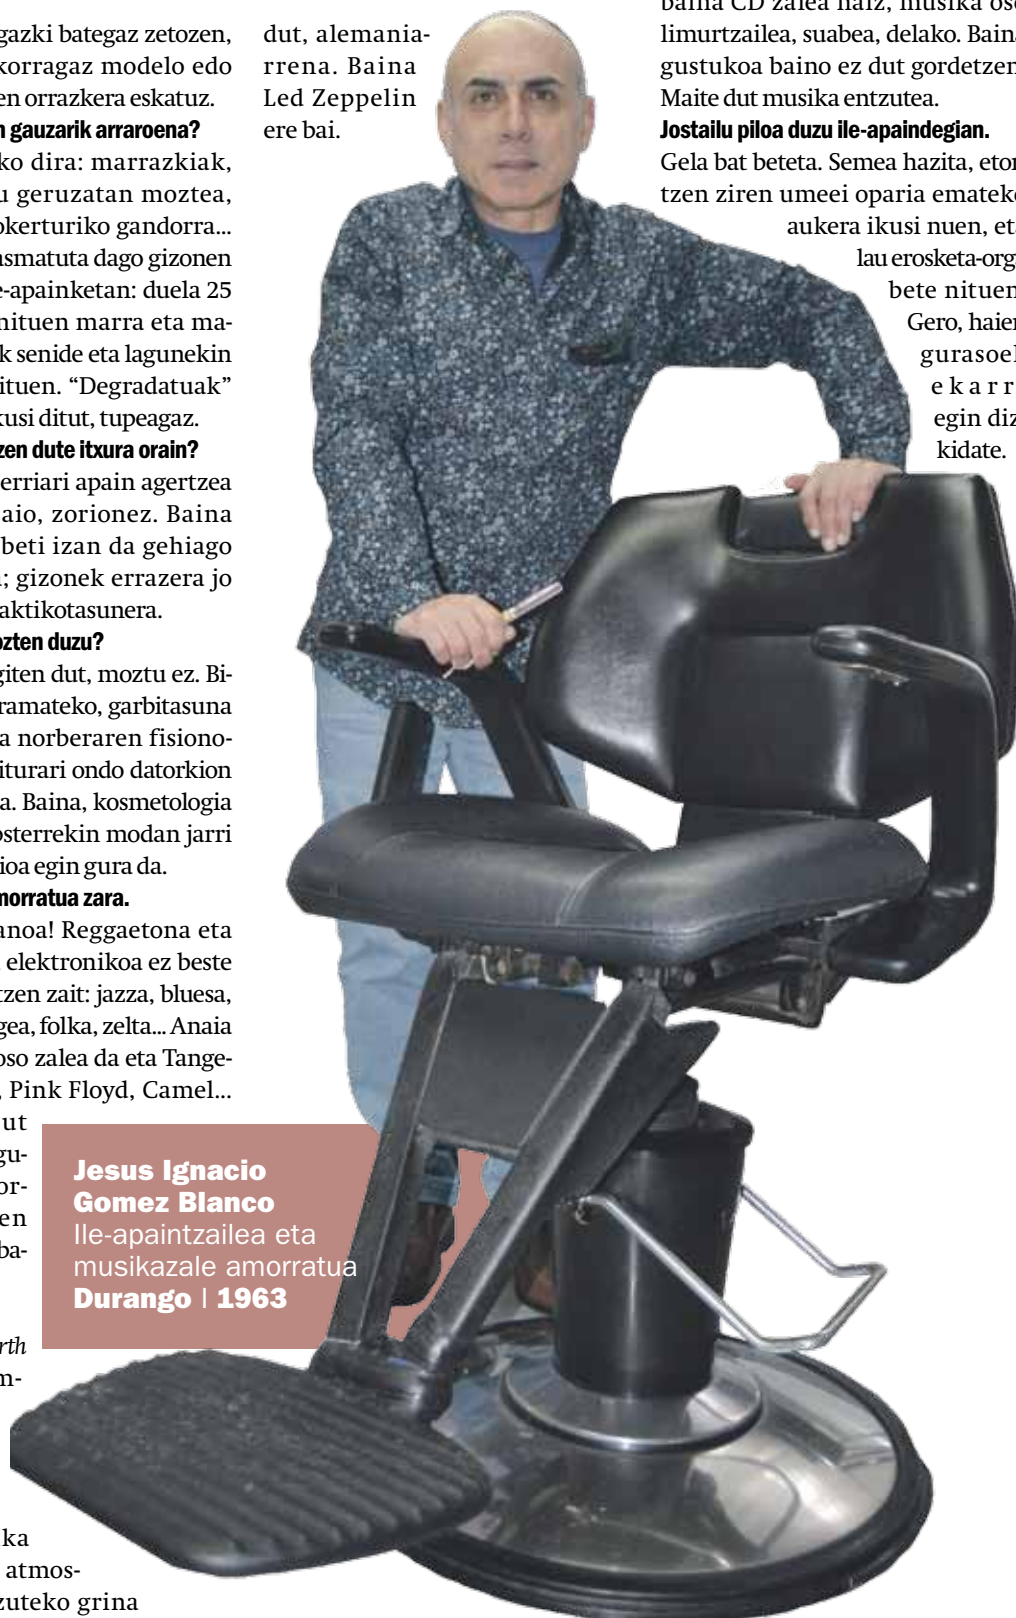 gazki bategaz zetozen,
korragaz modelo edo
en orrazkera eskatuz.
n gauzarik arraroena?
ko dira: marrazkiak,
u geruzatan moztea,
okerturiko gandorra...
asmatuta dago gizonen
e-apainketan: duela 25
nituen marra eta ma-
k senide eta lagunekin
ituen. “Degradatuak”
kusi ditut, tupeagaz.
zen dute itxura orain?
erriari apain agertzea
aio, zorionez. Baina
beti izan da gehiago
; gizonek errazera jo
aktikotasunera.
ozten duzu?
giten dut, moztu ez. Bi-
ramateko, garbitasuna
a norberaren fisiono-
iturari ondo datorkion
a. Baina, kosmetologia
osterrekin modan jarri
ioa egin gura da.
morratua zara.
anoa! Reggaetona eta
elektronikoa ez beste
tzen zait: jazza, bluesa,
gea, folka, zelta... Anaia
oso zalea da eta Tange-
, Pink Floyd, Camel...
ut
gu-
or-
en
ba-
rth
m-
ka
atmos-
zuteko grina
dut, alemania-
rrena. Baina
Led Zeppelin
ere bai.
baina CD zalea naiz, musika oso
limurtzailea, suabea, delako. Baina
gustukoa baino ez dut gordetzen
Maite dut musika entzutea.
Jostailu piloa duzu ile-apaindegian.
Gela bat beteta. Semea hazita, etor
tzen ziren umeei oparia emateko
aukera ikusi nuen, eta
lau erosketa-orga
bete nituen
Gero, haien
gurasoek
ekarri
egin diz
kidate.
Jesus Ignacio
Gomez Blanco
Ile-apaintzailea eta
musikazale amorratua
Durango | 1963